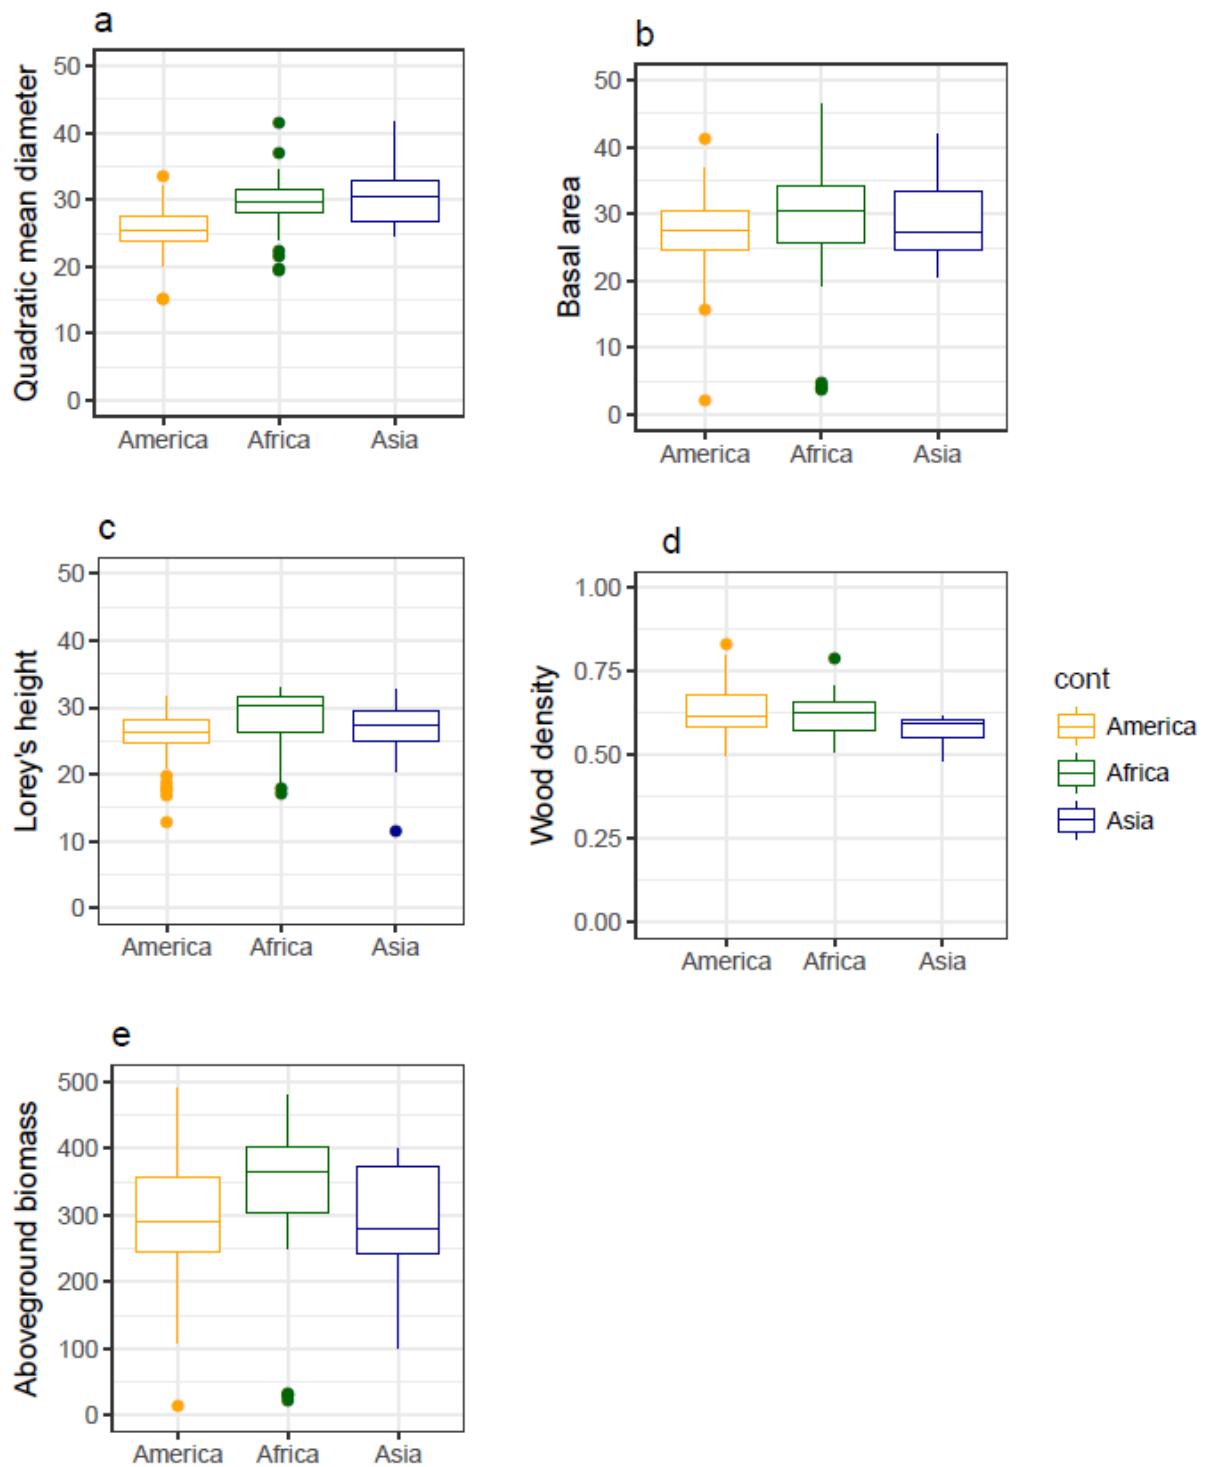 a
Quadratic mean diameter
50
40
30
20
10
0
America Africa Asia
b
Basal area
50
40
30
20
10
0
America Africa Asia
c
Lorey's height
50
40
30
20
10
0
America Africa Asia
d
Wood density
1.00
0.75
0.50
0.25
0.00
America Africa Asia
cont
America
Africa
Asia
e
Aboveground biomass
500
400
300
200
100
0
America Africa Asia